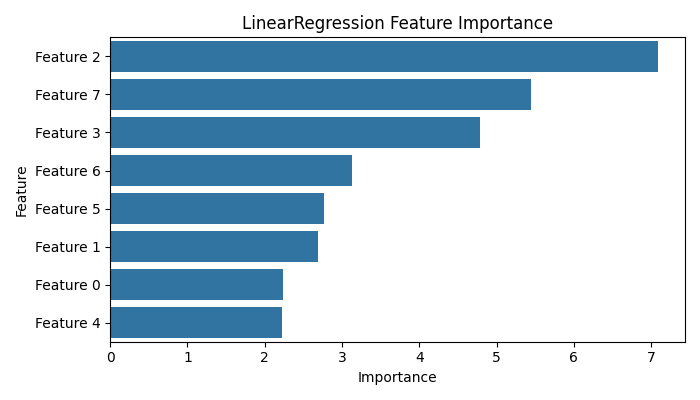 LinearRegression Feature Importance
Feature 2
Feature 7
Feature 3
Feature 6
Feature 5
Feature 1
Feature 0
Feature 4
Feature
0 1 2 3 4 5 6 7
Importance